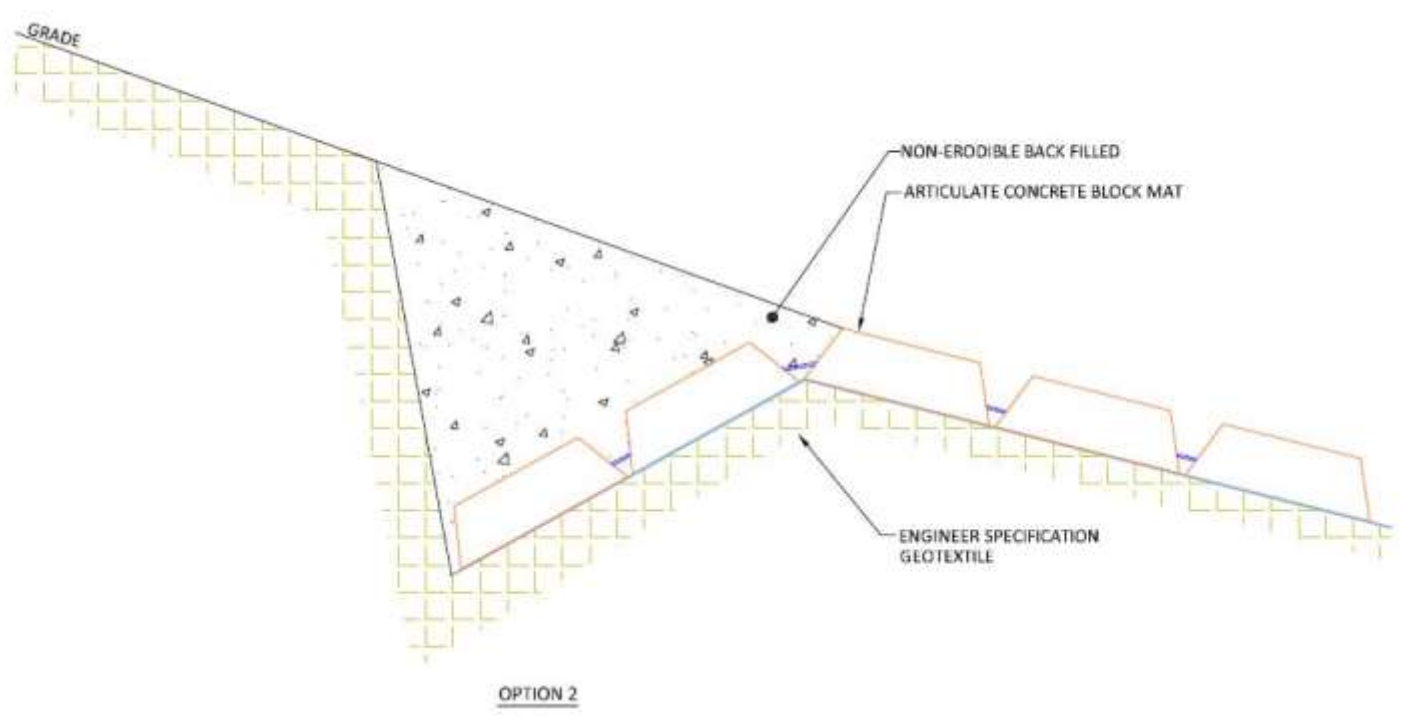 GRADE
NON-ERODIBLE BACK FILLED
ARTICULATE CONCRETE BLOCK MAT
ENGINEER SPECIFICATION
GEOTEXTILE
OPTION 2